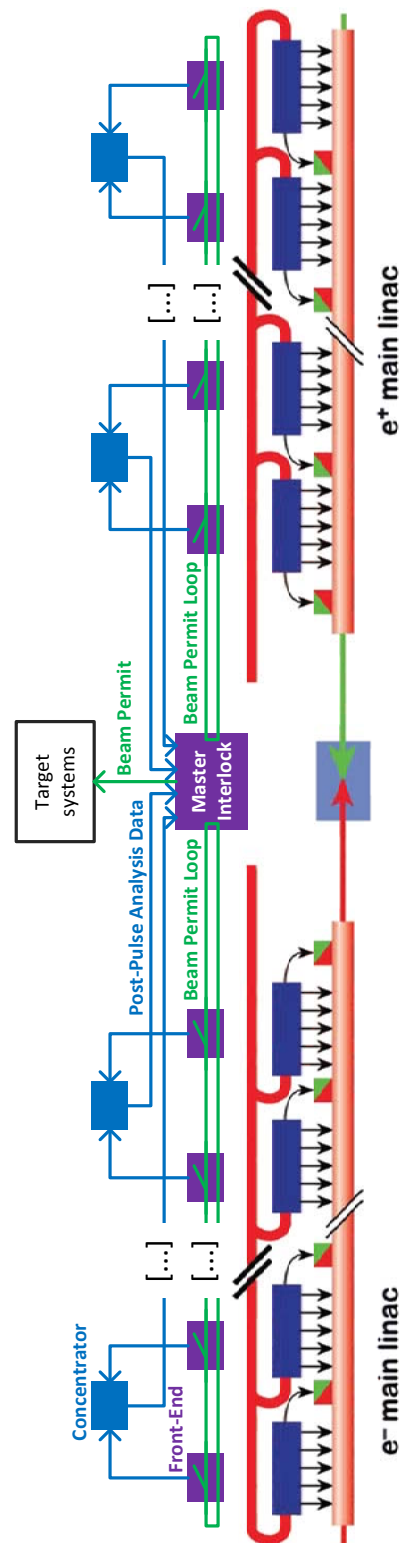 Target
systems
Beam Permit
Post-Pulse Analysis Data
Concentrator
Front-End
[...]
[...]
Beam Permit Loop
Master
Interlock
Beam Permit Loop
[...]
[...]
e⁻ main linac
e⁺ main linac